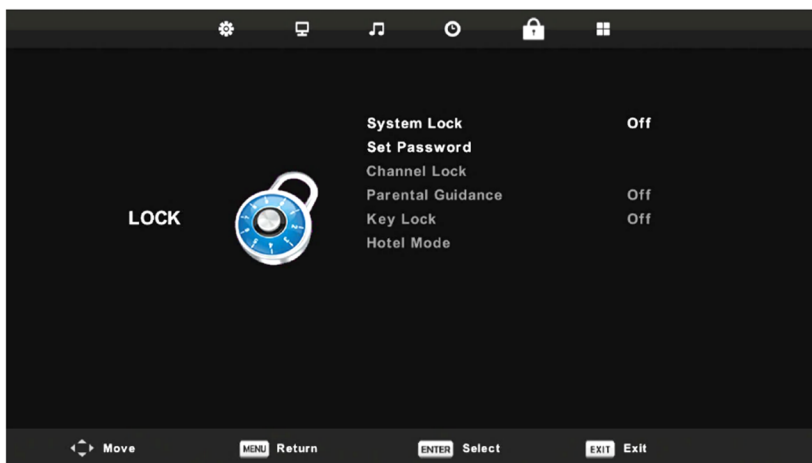 System Lock Off
Set Password
Channel Lock
Parental Guidance Off
Key Lock Off
Hotel Mode
LOCK
Move MENU Return ENTER Select EXIT Exit